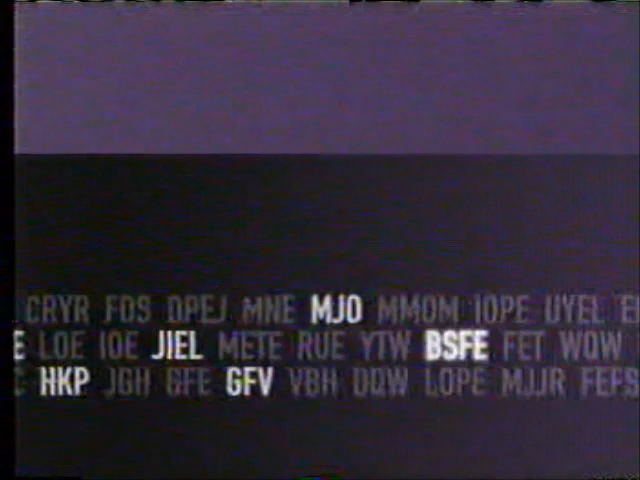 CRYR FDS DPEJ MNE MJO MMOM IOPE UYEL
LOE IOE JIEL METE RUE YTW BSFE FET WQW
HKP JGH GFE GFV VBH DQW LOPE MJJR FEFS